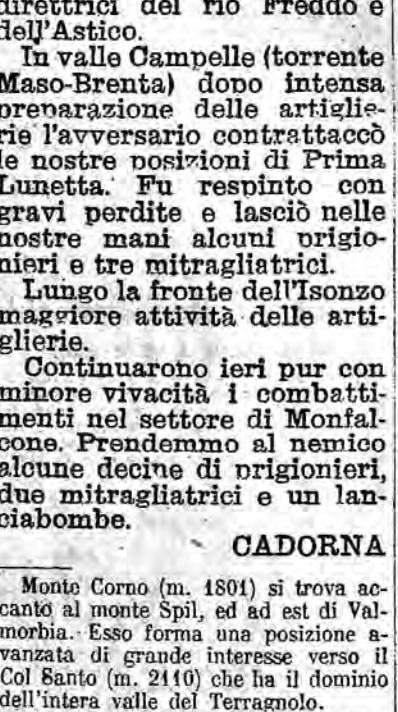 direttrici del rio Freddo e
dell'Astico.
In valle Campelle (torrente
Maso-Brenta) dopo intensa
preparazione delle artiglie-
rie l'avversario contrattaccò
le nostre posizioni di Prima
Lunetta. Fu respinto con
gravi perdite e lasciò nelle
nostre mani alcuni prigio-
nieri e tre mitragliatrici.
Lungo la fronte dell'Isonzo
maggiore attività delle arti-
glierie.
Continuarono ieri pur con
minore vivacità i combatti-
menti nel settore di Monfal-
cone. Prendemmo al nemico
alcune decine di prigionieri,
due mitragliatrici e un lan-
ciabombe.
CADORNA
Monte Corno (m. 1801) si trova ac-
canto al monte Spil, ed ad est di Val-
morbia. Esso forma una posizione a-
vanzata di grande interesse verso il
Col Santo (m. 2110) che ha il dominio
dell'intera valle del Terragnolo.